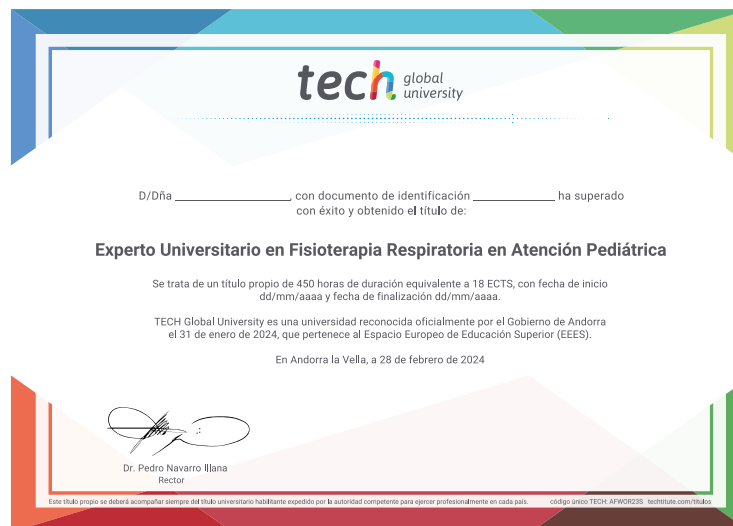 tech global university
D/Dña ______________, con documento de identificación ______________ ha superado
con éxito y obtenido el título de:
Experto Universitario en Fisioterapia Respiratoria en Atención Pediátrica
Se trata de un título propio de 450 horas de duración equivalente a 18 ECTS, con fecha de inicio
dd/mm/aaaa y fecha de finalización dd/mm/aaaa.
TECH Global University es una universidad reconocida oficialmente por el Gobierno de Andorra
el 31 de enero de 2024, que pertenece al Espacio Europeo de Educación Superior (EEES).
En Andorra la Vella, a 28 de febrero de 2024
Dr. Pedro Navarro Illana
Rector
Este título propio se deberá acompañar siempre del título universitario habilitante expedido por la autoridad competente para ejercer profesionalmente en cada país. código único TECH: AFWOR23S techtitute.com/titulos